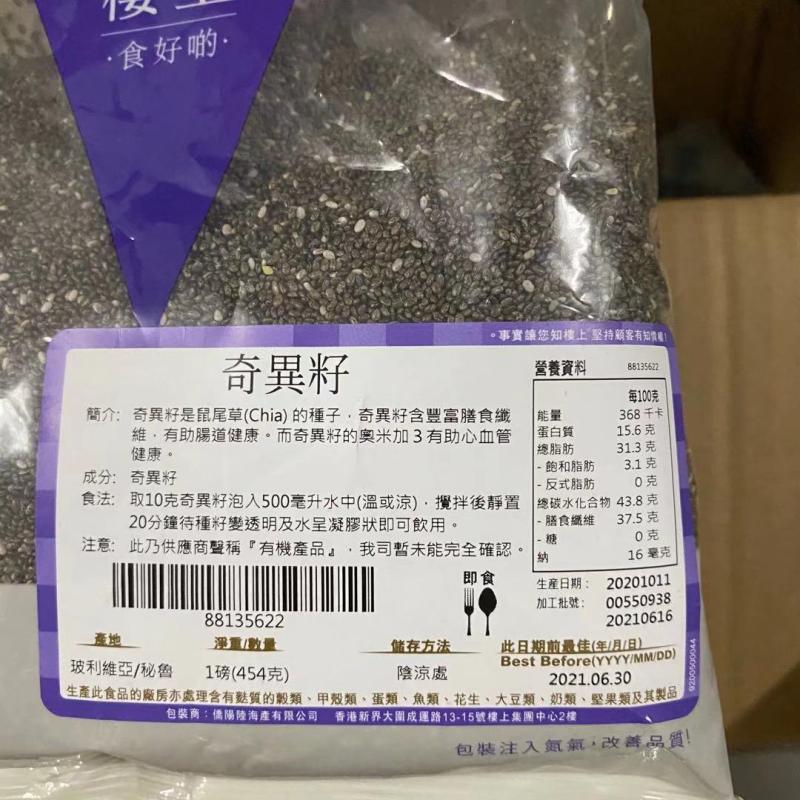 樓上
·食好啲·
。事實讓您知樓上 堅持顧客有知情權!
奇異籽
簡介: 奇異籽是鼠尾草(Chia) 的種子,奇異籽含豐富膳食纖
維,有助腸道健康。而奇異籽的奧米加 3 有助心血管
健康。
成分: 奇異籽
食法: 取10克奇異籽泡入500毫升水中(溫或涼),攪拌後靜置
20分鐘待種籽變透明及水呈凝膠狀即可飲用。
注意: 此乃供應商聲稱『有機產品』,我司暫未能完全確認。
營養資料 88135622
每100克
能量 368 千卡
蛋白質 15.6 克
總脂肪 31.3 克
- 飽和脂肪 3.1 克
- 反式脂肪 0 克
總碳水化合物 43.8 克
- 膳食纖維 37.5 克
- 糖 0 克
納 16 毫克
88135622
即食
生產日期: 20201011
加工批號: 00550938
20210616
產地 淨重/數量 儲存方法 此日期前最佳(年/月/日)
Best Before(YYYY/MM/DD)
玻利維亞/秘魯 1磅(454克) 陰涼處 2021.06.30
生產此食品的廠房亦處理含有麩質的穀類、甲殼類、蛋類、魚類、花生、大豆類、奶類、堅果類及其製品
包裝商:僑陽陸海產有限公司 香港新界大圍成運路13-15號樓上集團中心2樓
9200500044
包裝注入氮氣,改善品質!